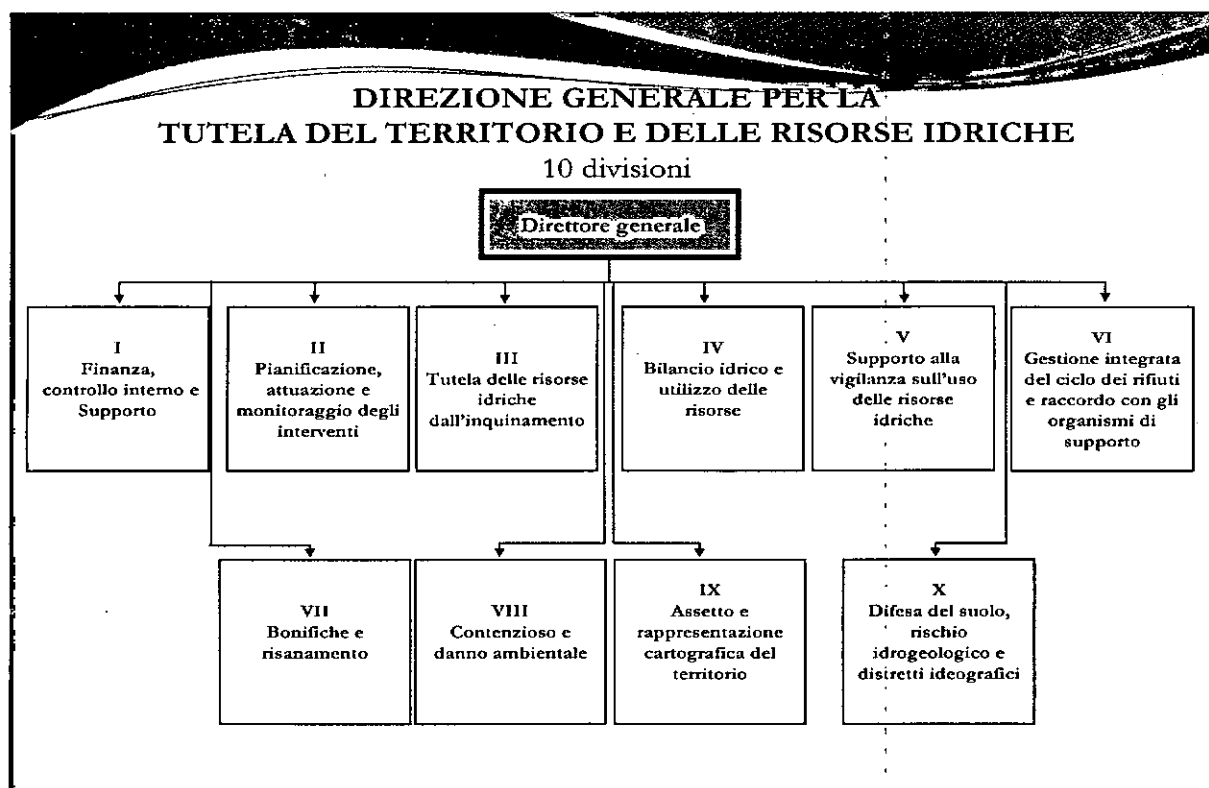 DIREZIONE GENERALE PER LA
TUTELA DEL TERRITORIO E DELLE RISORSE IDRICHE
10 divisioni
Direttore generale
I
Finanza,
controllo interno e
Supporto
II
Pianificazione,
attuazione e
monitoraggio degli
interventi
III
Tutela delle risorse
idriche
dall'inquinamento
IV
Bilancio idrico e
utilizzo delle
risorse
V
Supporto alla
vigilanza sull'uso
delle risorse
idriche
VI
Gestione integrata
del ciclo dei rifiuti
e raccordo con gli
organismi di
supporto
VII
Bonifiche e
risanamento
VIII
Contenzioso e
danno ambientale
IX
Assetto e
rappresentazione
cartografica del
territorio
X
Difesa del suolo,
rischio
idrogeologico e
distretti ideografici